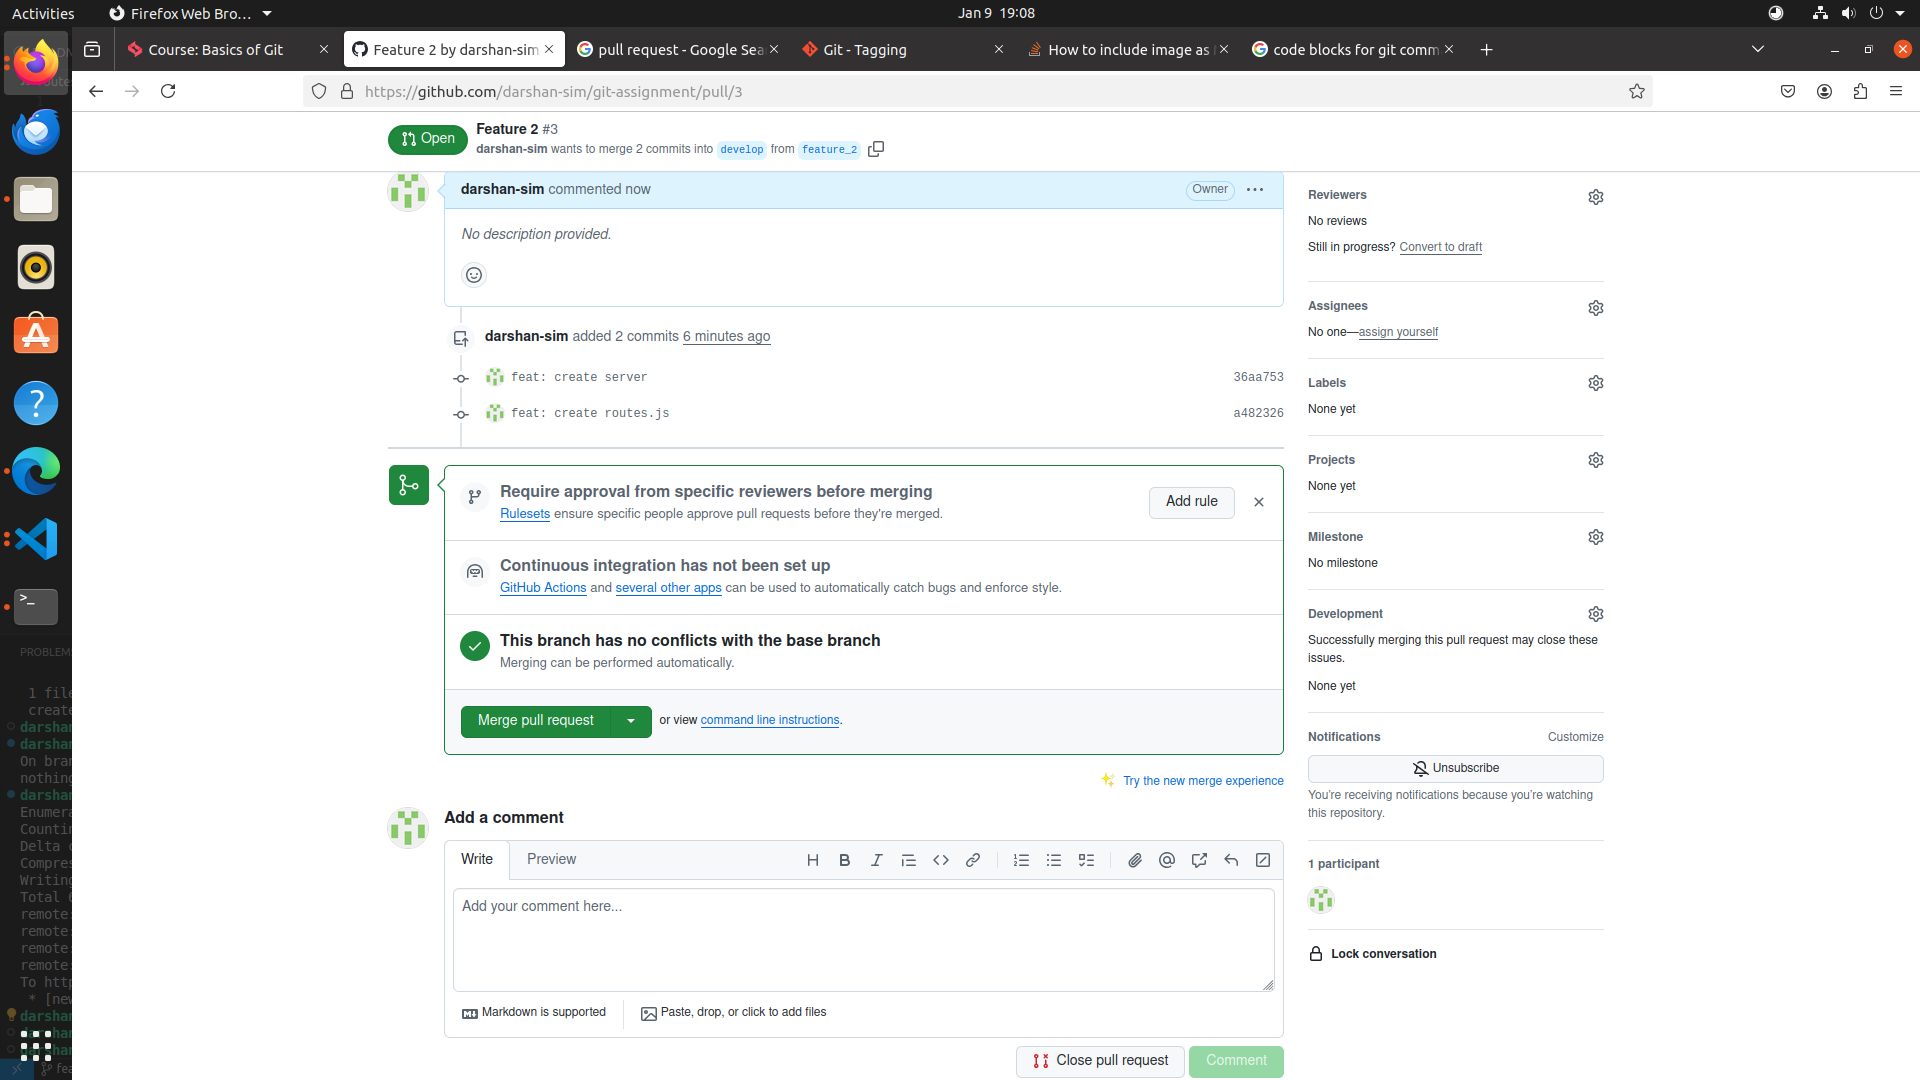 Activities
Firefox Web Bro...
Jan 9 19:08
Course: Basics of Git
Feature 2 by darshan-sim
pull request - Google Sea
Git - Tagging
How to include image as
code blocks for git comm
https://github.com/darshan-sim/git-assignment/pull/3
Open
Feature 2 #3
darshan-sim wants to merge 2 commits into develop from feature_2
darshan-sim commented now
Owner
No description provided.
darshan-sim added 2 commits 6 minutes ago
feat: create server
36aa753
feat: create routes.js
a482326
Require approval from specific reviewers before merging
Rulesets ensure specific people approve pull requests before they're merged.
Add rule
Continuous integration has not been set up
GitHub Actions and several other apps can be used to automatically catch bugs and enforce style.
This branch has no conflicts with the base branch
Merging can be performed automatically.
Merge pull request
or view command line instructions.
Try the new merge experience
Add a comment
Write
Preview
Add your comment here...
Markdown is supported
Paste, drop, or click to add files
Close pull request
Comment
Reviewers
No reviews
Still in progress? Convert to draft
Assignees
No one—assign yourself
Labels
None yet
Projects
None yet
Milestone
No milestone
Development
Successfully merging this pull request may close these
issues.
None yet
Notifications
Customize
Unsubscribe
You're receiving notifications because you're watching
this repository.
1 participant
Lock conversation
PROBLEM
1 file
create
darshan
darshan
On bran
nothing
darshan
Enumera
Countin
Delta c
Compres
Writing
Total 6
remote:
remote:
remote:
remote:
To http
* [new
darshan
darshan
darshan
fea